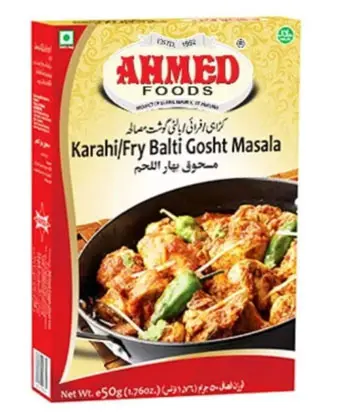 ESTD. 1952
AHMED
®
FOODS
کڑاہی/فرائی/بالٹی گوشت مصالحہ
Karahi/Fry Balti Gosht Masala
مسحوق بهار اللحم
Net Wt. e50g (1.76oz.)